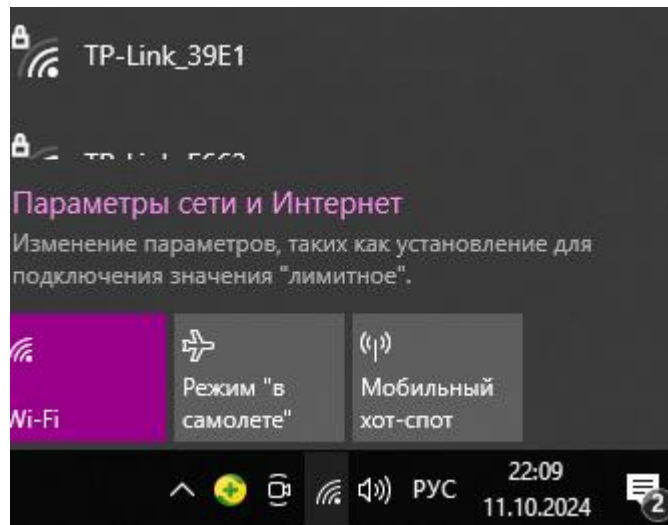 TP-Link_39E1
Параметры сети и Интернет
Изменение параметров, таких как установление для
подключения значения "лимитное".
Wi-Fi
Режим "в
самолете"
Мобильный
хот-спот
РУС
22:09
11.10.2024
2